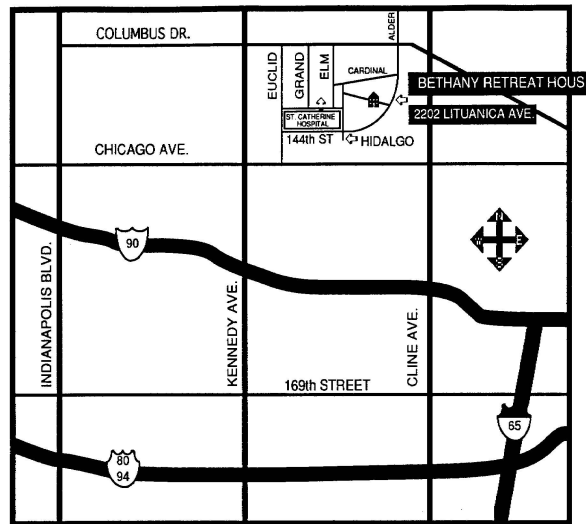 COLUMBUS DR.
ALDER
EUCLID
GRAND
ELM
CARDINAL
BETHANY RETREAT HOUS
2202 LITUANICA AVE.
ST. CATHERINE
HOSPITAL
144th ST
HIDALGO
CHICAGO AVE.
N
W
E
S
90
INDIANAPOLIS BLVD.
KENNEDY AVE.
CLINE AVE.
169th STREET
65
80
94